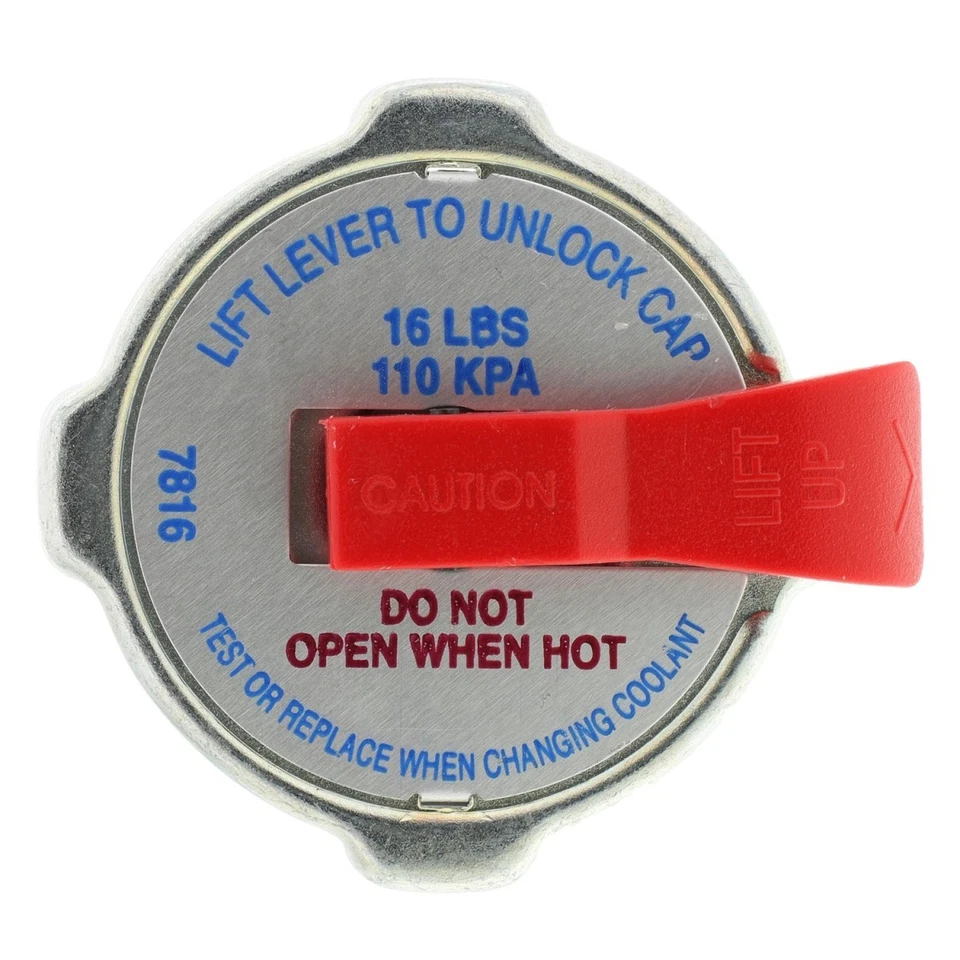 LIFT LEVER TO UNLOCK CAP
16 LBS
110 KPA
7816
CAUTION
LIFT
UP
DO NOT
OPEN WHEN HOT
TEST OR REPLACE WHEN CHANGING COOLANT